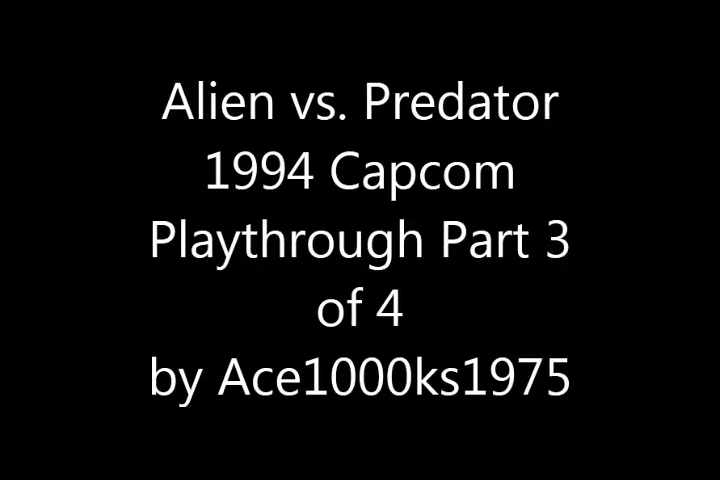 Alien vs. Predator
1994 Capcom
Playthrough Part 3
of 4
by Ace1000ks1975